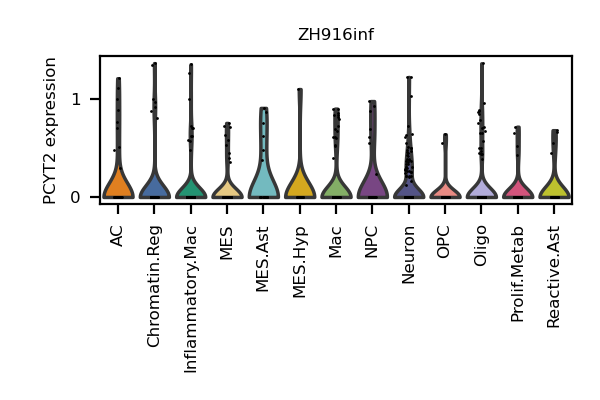 ZH916inf
PCYT2 expression
1
0
AC
Chromatin.Reg
Inflammatory.Mac
MES
MES.Ast
MES.Hyp
Mac
NPC
Neuron
OPC
Oligo
Prolif.Metab
Reactive.Ast